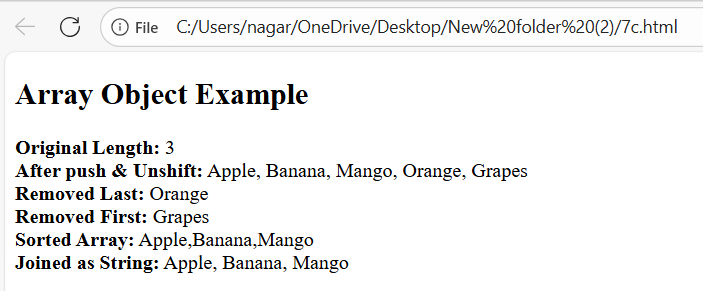 File C:/Users/nagar/OneDrive/Desktop/New%20folder%20(2)/7c.html
Array Object Example
Original Length: 3
After push & Unshift: Apple, Banana, Mango, Orange, Grapes
Removed Last: Orange
Removed First: Grapes
Sorted Array: Apple,Banana,Mango
Joined as String: Apple, Banana, Mango